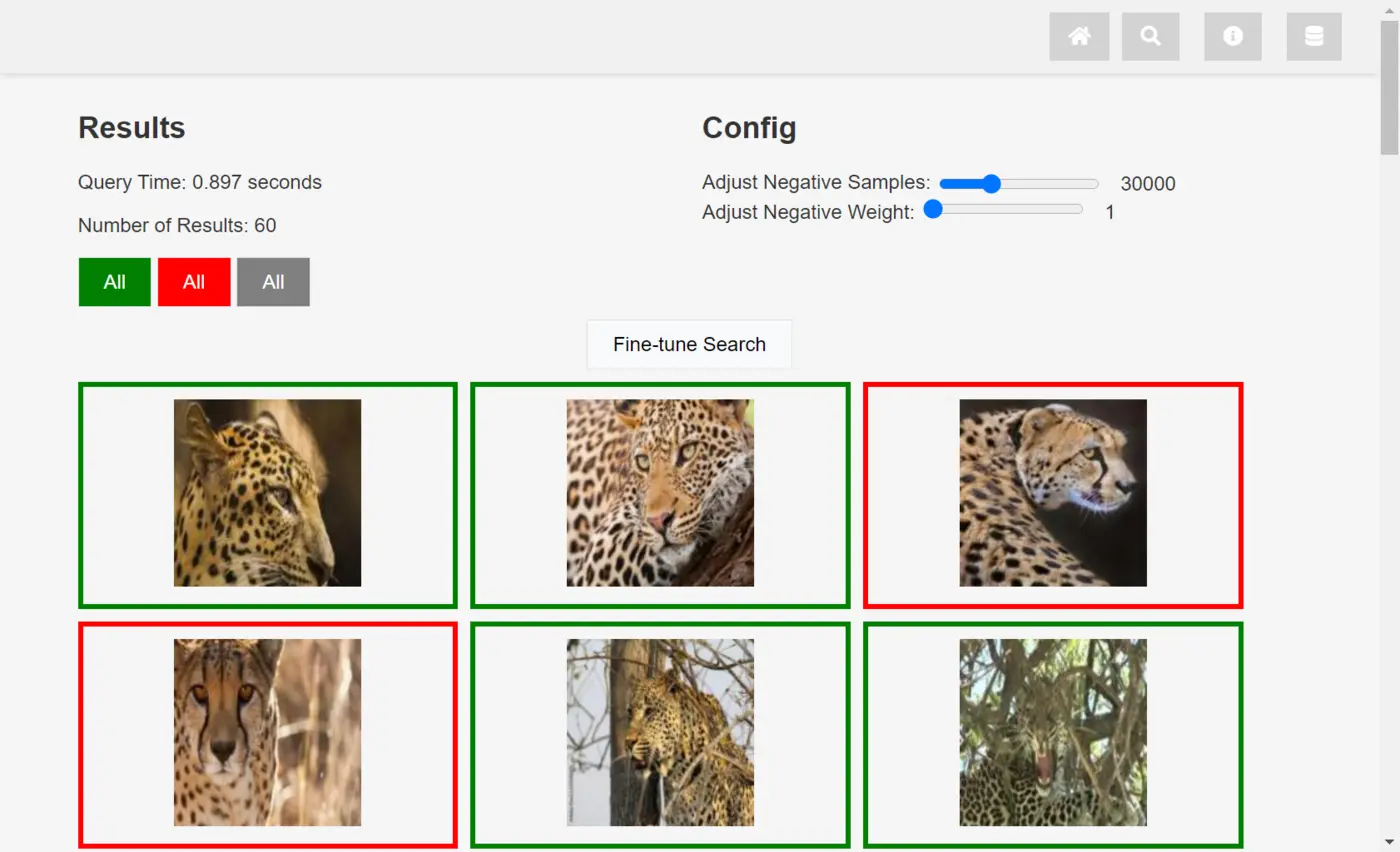 Results
Query Time: 0.897 seconds
Number of Results: 60
All All All
Config
Adjust Negative Samples: 30000
Adjust Negative Weight: 1
Fine-tune Search